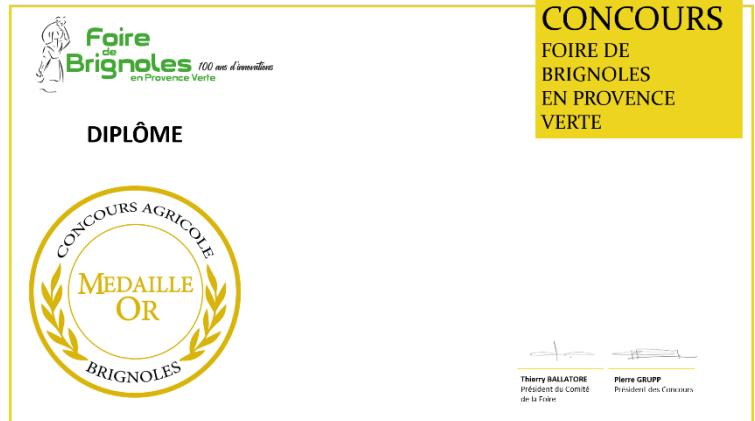 Foire
de
Brignoles 100 ans d'innovations
en Provence Verte
CONCOURS
FOIRE DE
BRIGNOLES
EN PROVENCE
VERTE
DIPLÔME
CONCOURS AGRICOLE
MEDAILLE
OR
BRIGNOLES
Thierry BALLATORE
Président du Comité
de la Foire
Pierre GRUPP
Président des Concours